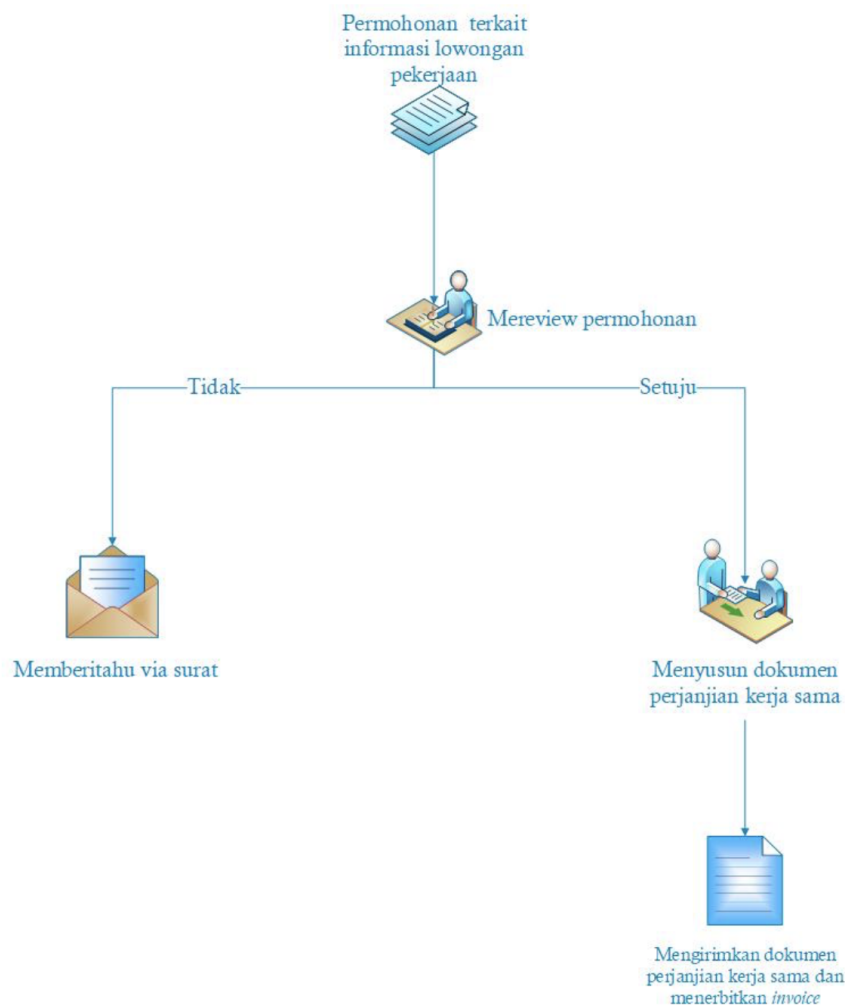 Permohonan terkait
informasi lowongan
pekerjaan
Mereview permohonan
Tidak
Setuju
Memberitahu via surat
Menyusun dokumen
perjanjian kerja sama
Mengirimkan dokumen
perjanjian kerja sama dan
menerbitkan invoice